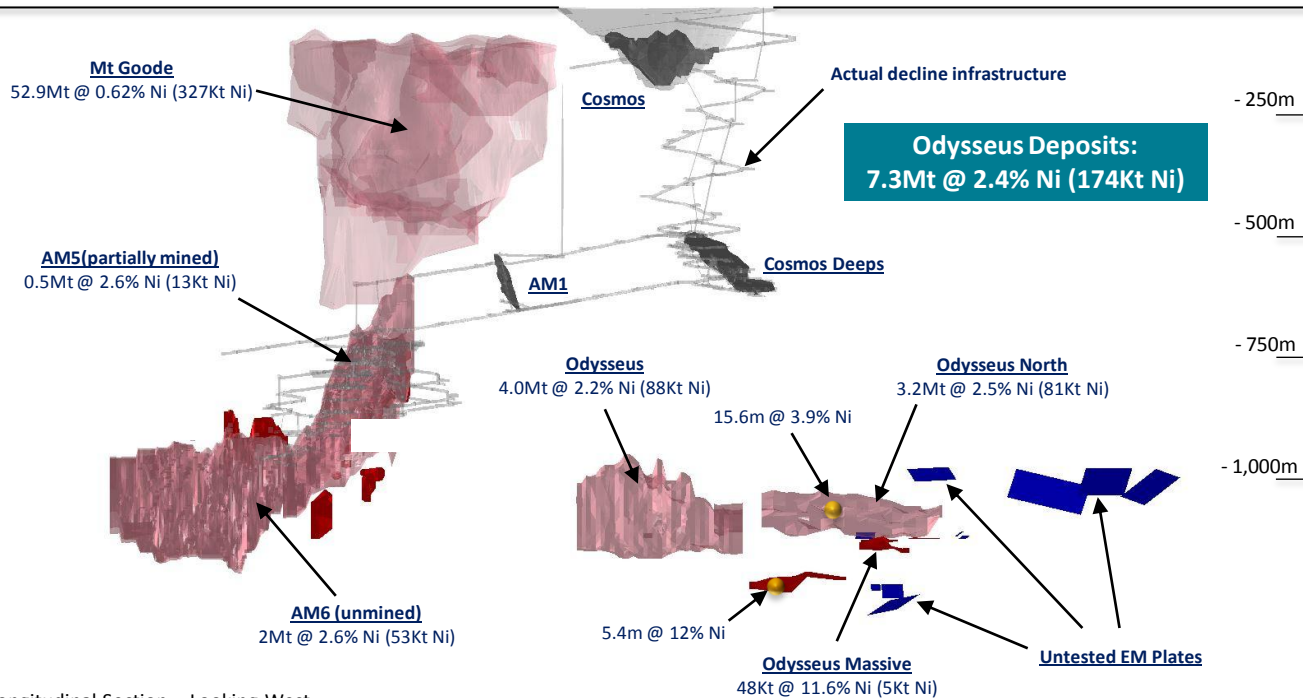 Mt Goode
52.9Mt @ 0.62% Ni (327Kt Ni)
Cosmos
Actual decline infrastructure
- 250m
Odysseus Deposits:
7.3Mt @ 2.4% Ni (174Kt Ni)
- 500m
AM5(partially mined)
0.5Mt @ 2.6% Ni (13Kt Ni)
AM1
Cosmos Deeps
- 750m
Odysseus
4.0Mt @ 2.2% Ni (88Kt Ni)
Odysseus North
3.2Mt @ 2.5% Ni (81Kt Ni)
15.6m @ 3.9% Ni
- 1,000m
AM6 (unmined)
2Mt @ 2.6% Ni (53Kt Ni)
5.4m @ 12% Ni
Odysseus Massive
48Kt @ 11.6% Ni (5Kt Ni)
Untested EM Plates
Longitudinal Section – Looking West